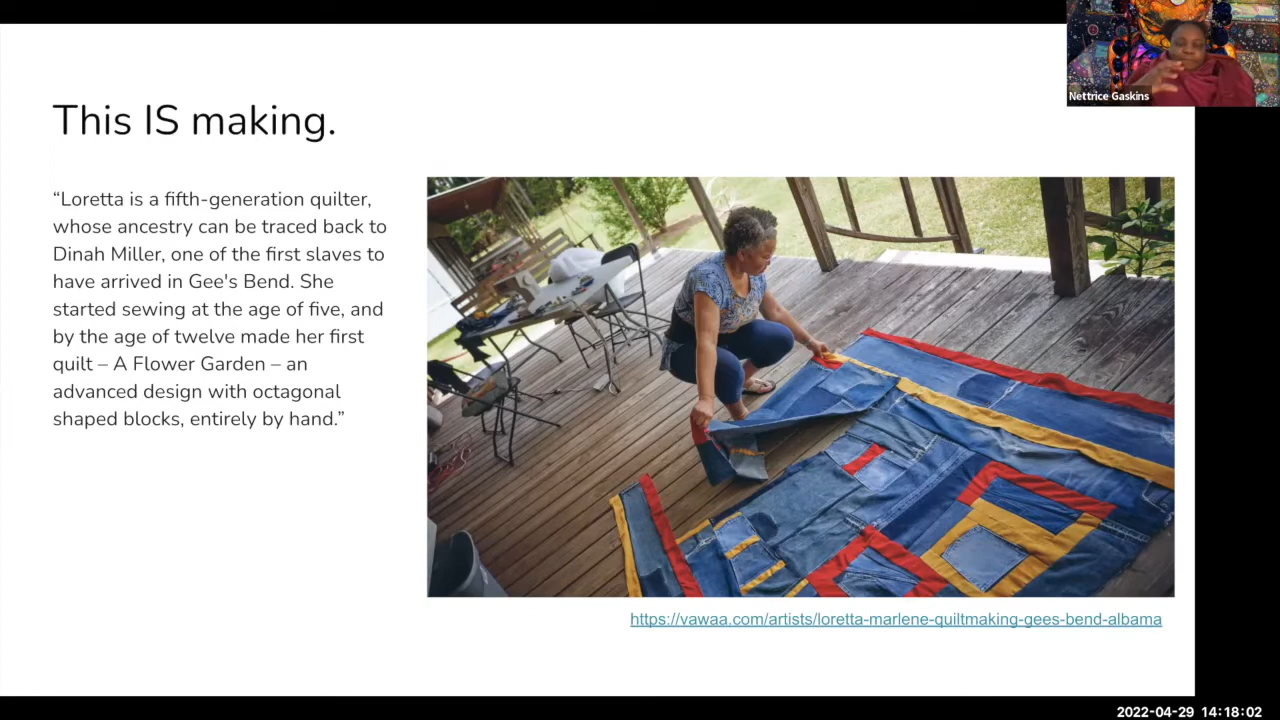 Nettrice Gaskins
This IS making.
“Loretta is a fifth-generation quilter,
whose ancestry can be traced back to
Dinah Miller, one of the first slaves to
have arrived in Gee's Bend. She
started sewing at the age of five, and
by the age of twelve made her first
quilt – A Flower Garden – an
advanced design with octagonal
shaped blocks, entirely by hand.”
https://vawaa.com/artists/loretta-marlene-quiltmaking-gees-bend-albama
2022-04-29 14:18:02